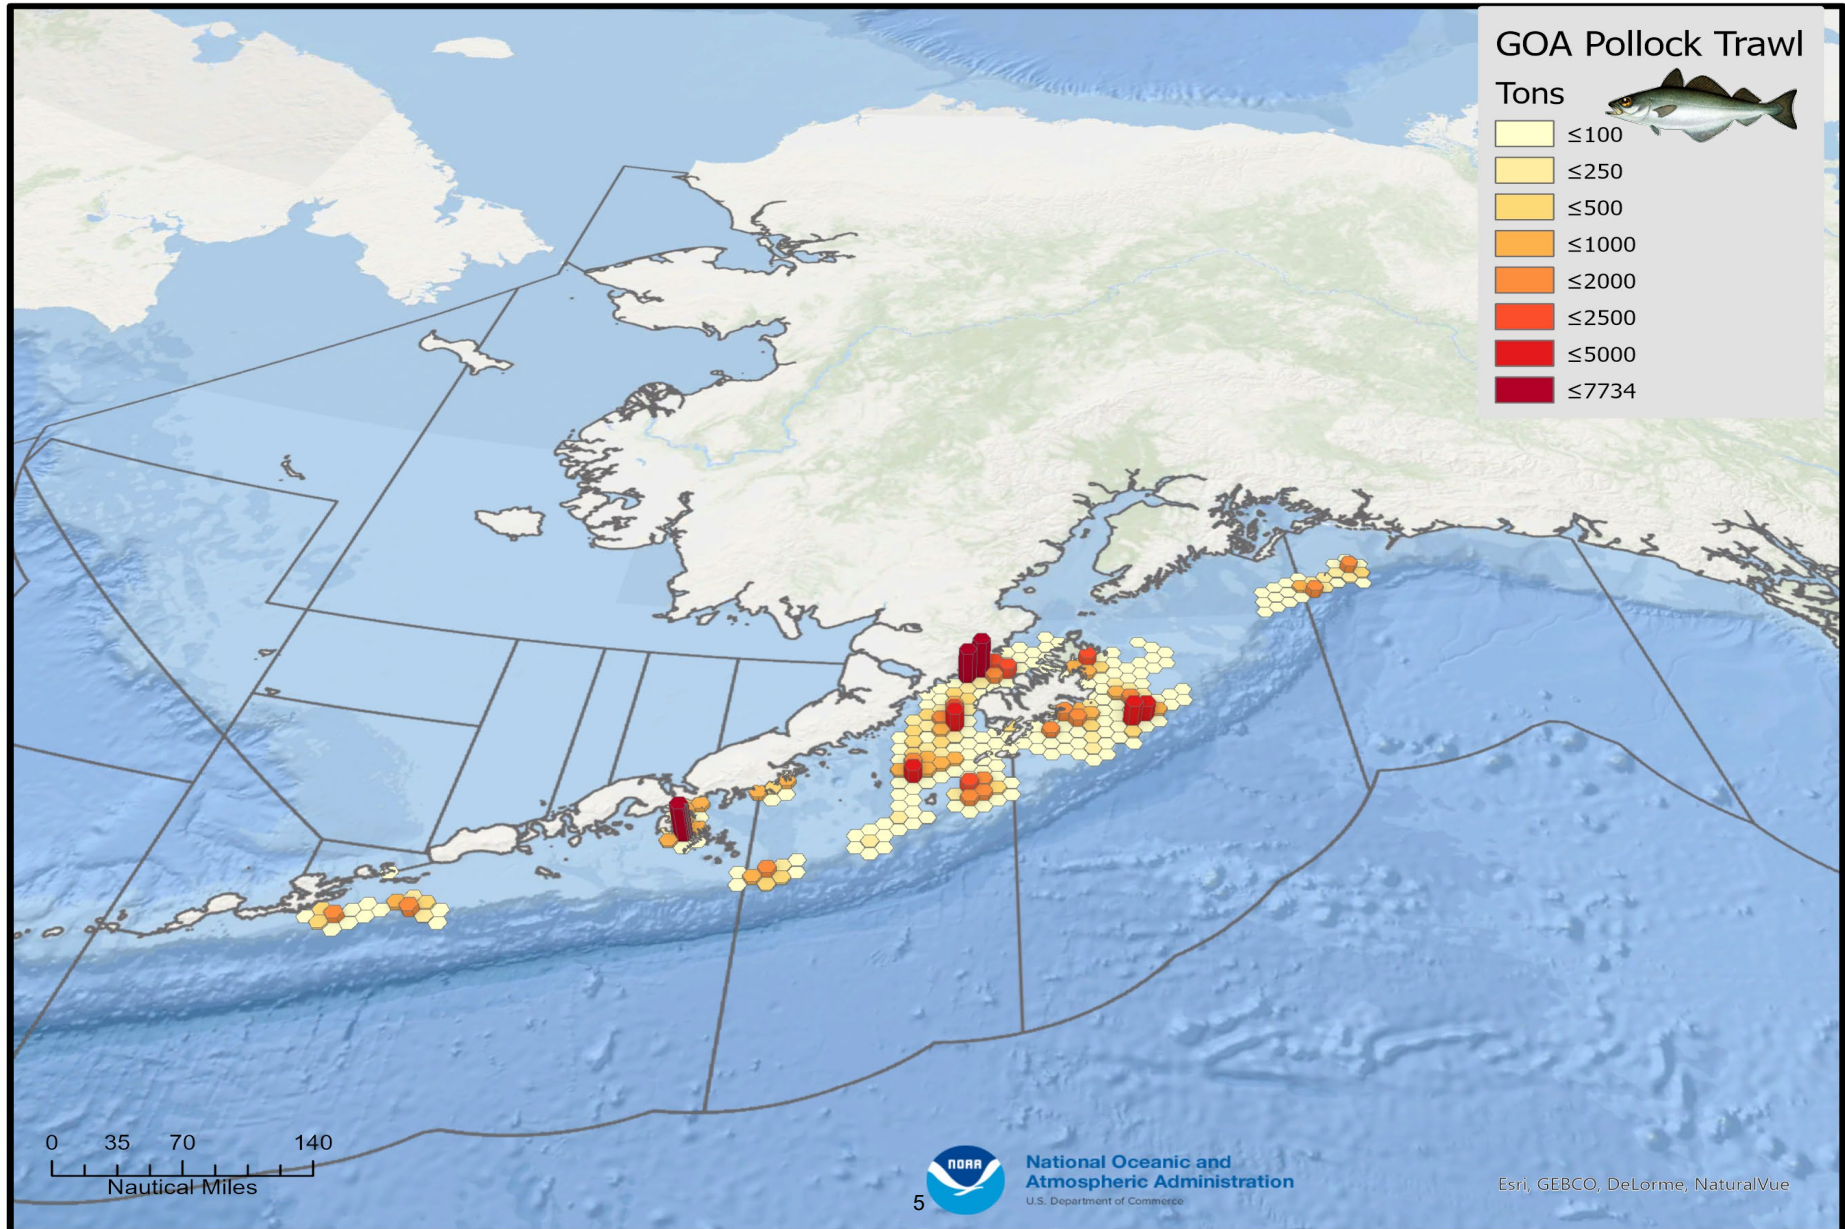 GOA Pollock Trawl
Tons
≤100
≤250
≤500
≤1000
≤2000
≤2500
≤5000
≤7734
0 35 70 140
Nautical Miles
5
NOAA
National Oceanic and
Atmospheric Administration
U.S. Department of Commerce
Esri, GEBCO, DeLorme, NaturalVue